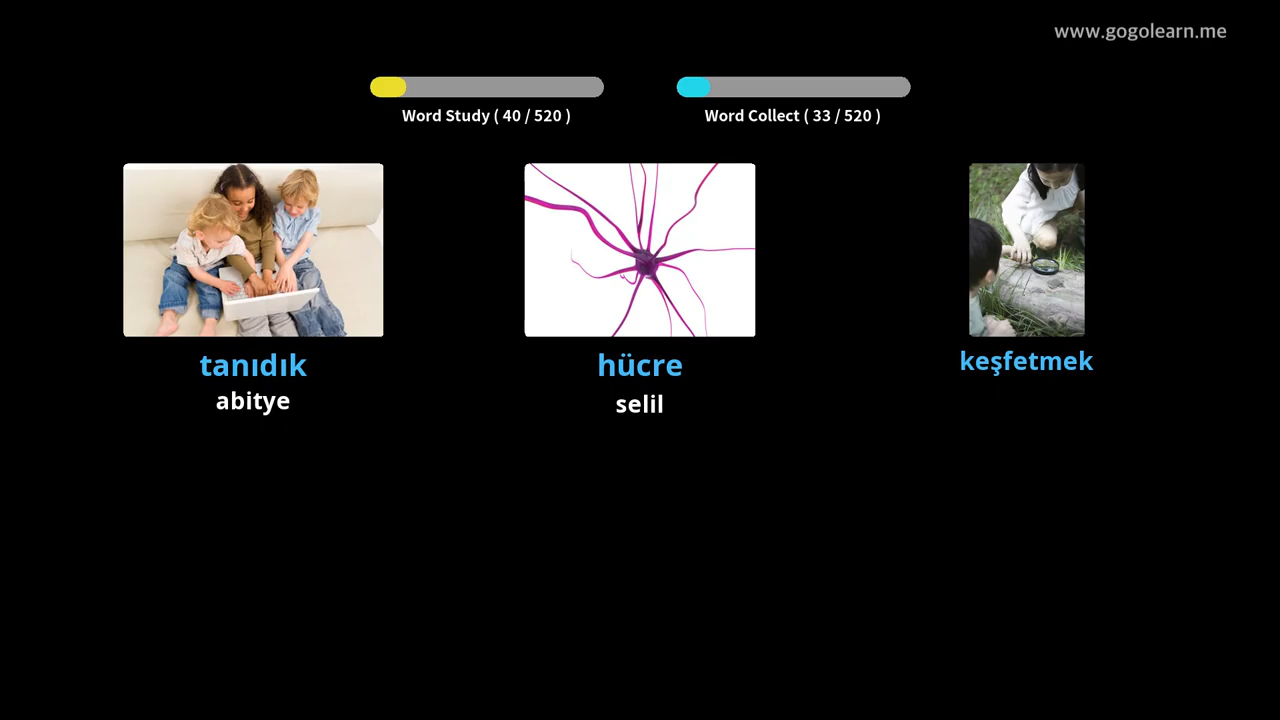 www.gogolearn.me
Word Study ( 40 / 520 )
Word Collect ( 33 / 520 )
tanıdık
abitye
hücre
selil
keşfetmek